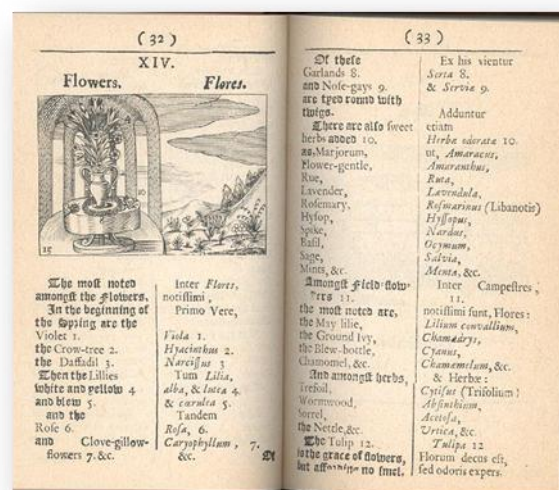 (32)
XIV.
Flowers.
Flores.
15
The moſt noted
amongſt the Flowers,
In the beginning of
the Spꝛing are the
Violet 1.
the Crow-tree 2.
the Daffadil 3.
Then the Lillies
white and yellow 4
and blew 5.
and the
Roſe 6.
and Clove-gillow-
flowers 7. &c.
Inter Flores,
notiſſimi,
Primo Vere,
Viola 1.
Hyacinthus 2.
Narciſſus 3
Tum Lilia,
alba, & lutea 4.
& cærulea 5.
Tandem
Roſa, 6.
Caryophyllum, 7.
&c.
Of
(33)
Of theſe
Garlands 8.
and Noſe-gays 9.
are tyed round with
twigs.
There are alſo ſweet
herbs added 10.
as, Marjorum,
Flower-gentle,
Rue,
Lavender,
Roſemary,
Hyſop,
Spike,
Baſil,
Sage,
Mints, &c.
Amongſt Field-flow-
ers 11.
the moſt noted are,
the May lilie,
the Ground Ivy,
the Blew-bottle,
Chamomel, &c.
And amongſt herbs,
Trefoil,
Wormwood,
Sorrel,
the Nettle, &c.
The Tulip 12.
is the grace of flowers,
but affording no ſmel.
Ex his vientur
Serta 8.
& Serviæ 9.
Adduntur
etiam
Herbæ odoratæ 10.
ut, Amaracus,
Amaranthus,
Ruta,
Lavendula,
Roſmarinus (Libanotis)
Hyſſopus,
Nardus,
Ocymum,
Salvia,
Menta, &c.
Inter Campeſtres,
11.
notiſſimi ſunt, Flores:
Lilium convallium,
Chamædrys,
Cyanus,
Chamæmelum, &c.
& Herbæ:
Cytiſus (Trifolium)
Abſinthium,
Acetoſa,
Urtica, &c.
Tulipa 12
Florum decus eſt,
ſed odoris expers.